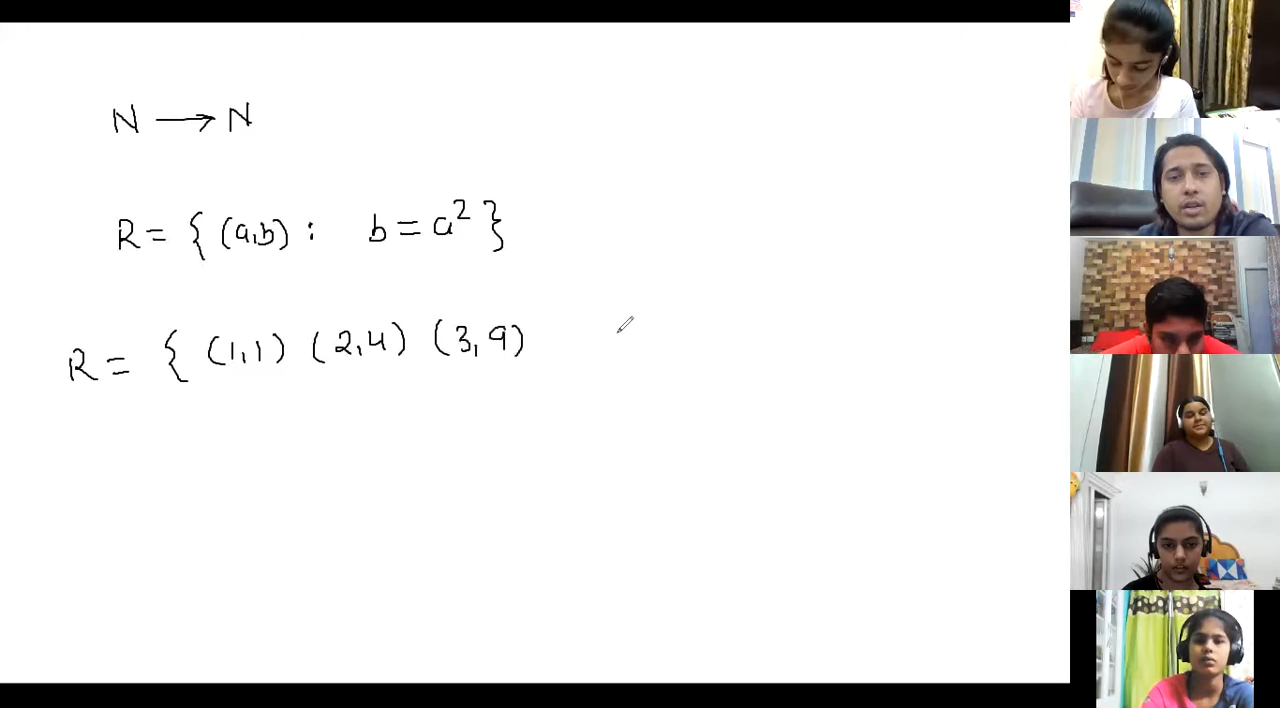 N → N
R = { (a,b) : b = a² }
R = { (1,1) (2,4) (3,9)